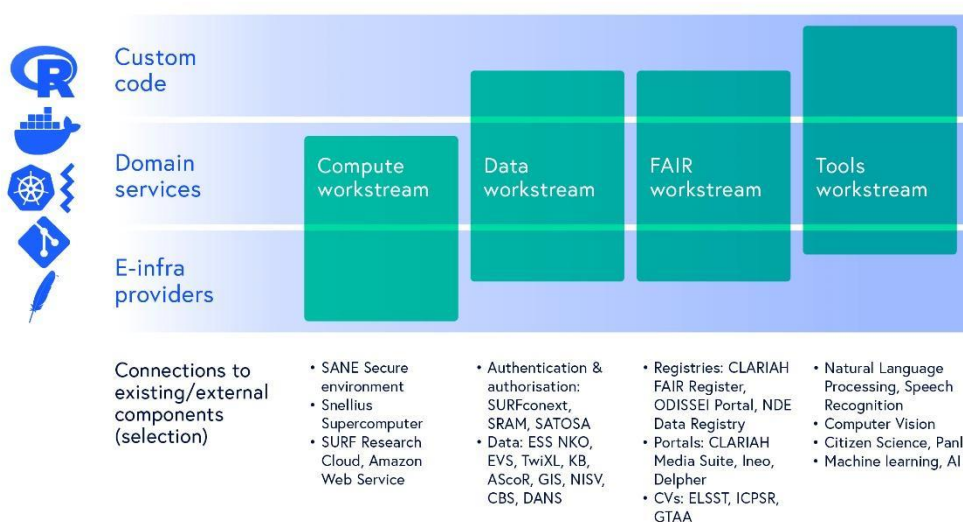 Custom
code
Domain
services
E-infra
providers
Compute
workstream
Data
workstream
FAIR
workstream
Tools
workstream
Connections to
existing/external
components
(selection)
• SANE Secure
environment
• Snellius
Supercomputer
• SURF Research
Cloud, Amazon
Web Service
• Authentication &
authorisation:
SURFconext,
SRAM, SATOSA
• Data: ESS NKO,
EVS, TwiXL, KB,
AScoR, GIS, NISV,
CBS, DANS
• Registries: CLARIAH
FAIR Register,
ODISSEI Portal, NDE
Data Registry
• Portals: CLARIAH
Media Suite, Ineo,
Delpher
• CVs: ELSST, ICPSR,
GTAA
• Natural Language
Processing, Speech
Recognition
• Computer Vision
• Citizen Science,
• Machine learning, AI